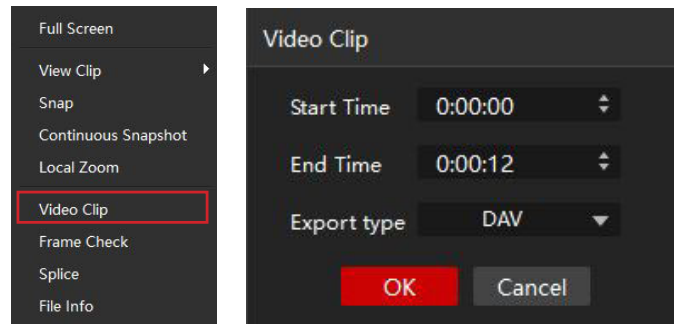 Full Screen
View Clip
Snap
Continuous Snapshot
Local Zoom
Video Clip
Frame Check
Splice
File Info
Video Clip
Start Time 0:00:00
End Time 0:00:12
Export type DAV
OK Cancel